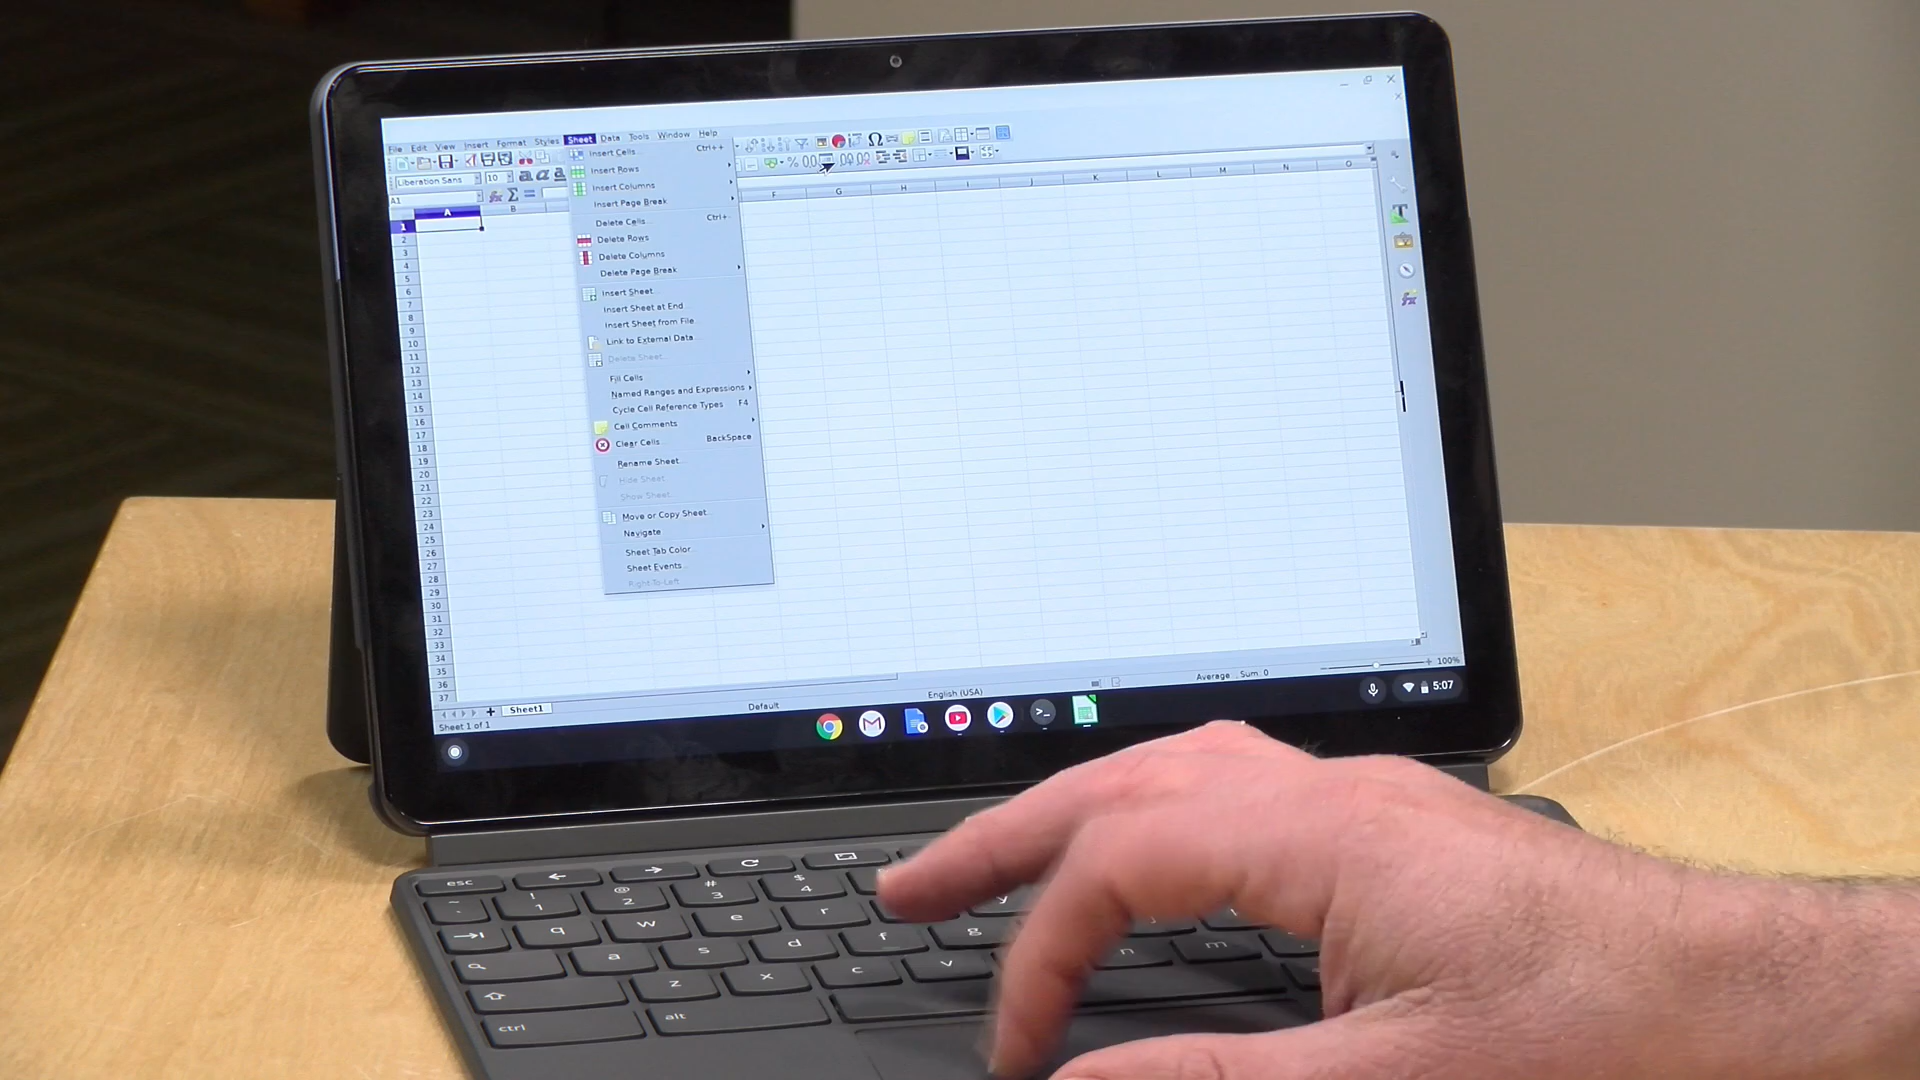 File Edit View Insert Format Styles Sheet Data Tools Window Help
Liberation Sans 10
A1
A B F G H I J K L M N O
Insert Cells... Ctrl++
Insert Rows
Insert Columns
Insert Page Break
Delete Cells... Ctrl+-
Delete Rows
Delete Columns
Delete Page Break
Insert Sheet...
Insert Sheet at End...
Insert Sheet from File...
Link to External Data...
Delete Sheet...
Fill Cells
Named Ranges and Expressions
Cycle Cell Reference Types F4
Cell Comments
Clear Cells... BackSpace
Rename Sheet...
Hide Sheet
Show Sheet...
Move or Copy Sheet...
Navigate
Sheet Tab Color...
Sheet Events...
Right-To-Left
1
2
3
4
5
6
7
8
9
10
11
12
13
14
15
16
17
18
19
20
21
22
23
24
25
26
27
28
29
30
31
32
33
34
35
36
37
Sheet1
Sheet 1 of 1 Default English (USA) Average: ; Sum: 0 100%
5:07
esc
~ ! 1 @ 2 # 3 $ 4
q w e r y
a s d f g
z x c v n m
ctrl alt